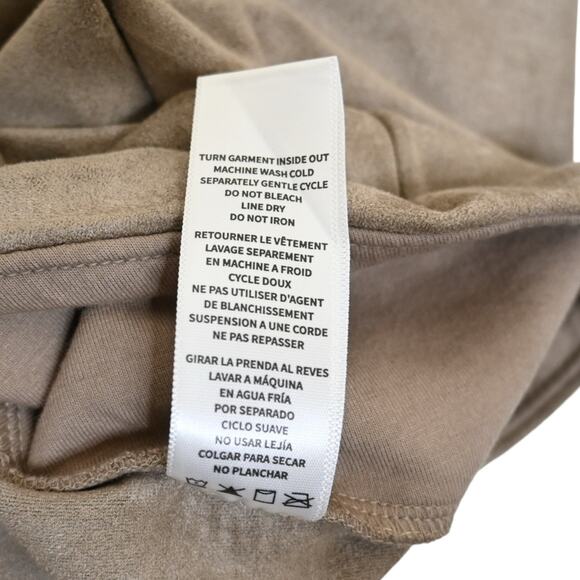 TURN GARMENT INSIDE OUT
MACHINE WASH COLD
SEPARATELY GENTLE CYCLE
DO NOT BLEACH
LINE DRY
DO NOT IRON
RETOURNER LE VÊTEMENT
LAVAGE SEPAREMENT
EN MACHINE A FROID
CYCLE DOUX
NE PAS UTILISER D'AGENT
DE BLANCHISSEMENT
SUSPENSION A UNE CORDE
NE PAS REPASSER
GIRAR LA PRENDA AL REVES
LAVAR A MÁQUINA
EN AGUA FRÍA
POR SEPARADO
CICLO SUAVE
NO USAR LEJÍA
COLGAR PARA SECAR
NO PLANCHAR